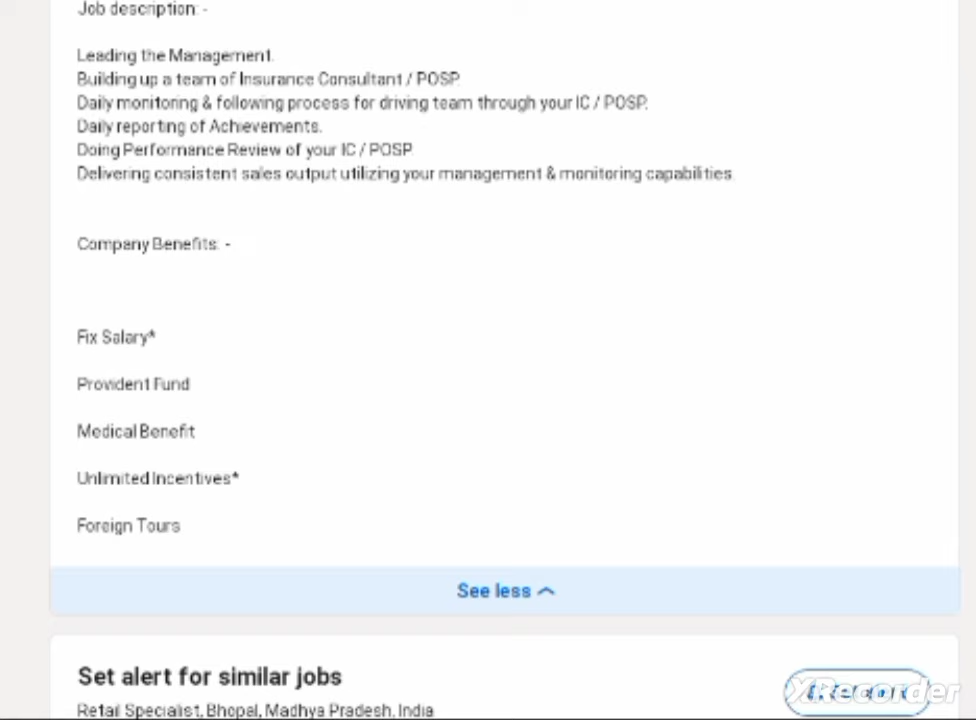 Job description: -
Leading the Management.
Building up a team of Insurance Consultant / POSP.
Daily monitoring & following process for driving team through your IC / POSP.
Daily reporting of Achievements.
Doing Performance Review of your IC / POSP.
Delivering consistent sales output utilizing your management & monitoring capabilities.
Company Benefits: -
Fix Salary*
Provident Fund
Medical Benefit
Unlimited Incentives*
Foreign Tours
See less
Set alert for similar jobs
Retail Specialist, Bhopal, Madhya Pradesh, India
XRecorder